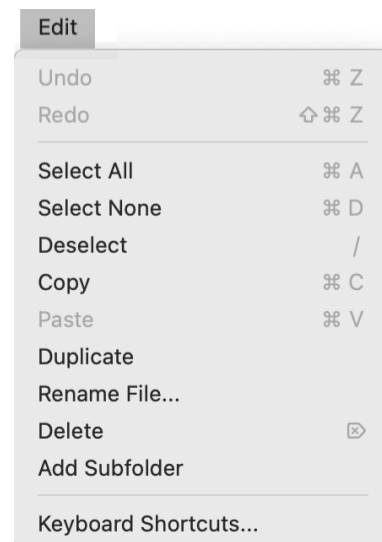 Edit
Undo ⌘ Z
Redo ⇧ ⌘ Z
Select All ⌘ A
Select None ⌘ D
Deselect /
Copy ⌘ C
Paste ⌘ V
Duplicate
Rename File...
Delete ⌦
Add Subfolder
Keyboard Shortcuts...